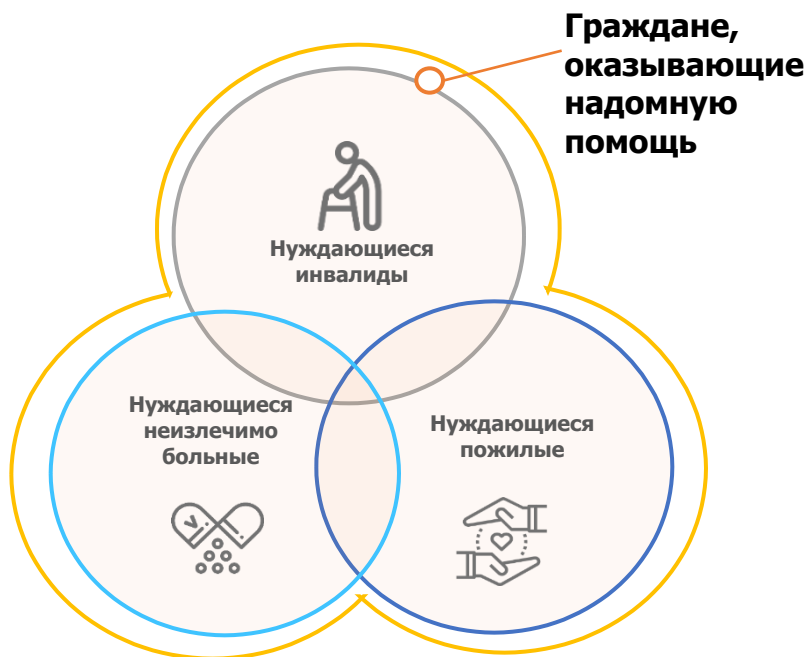 Граждане,
оказывающие
надомную
помощь
Нуждающиеся
инвалиды
Нуждающиеся
неизлечимо
больные
Нуждающиеся
пожилые